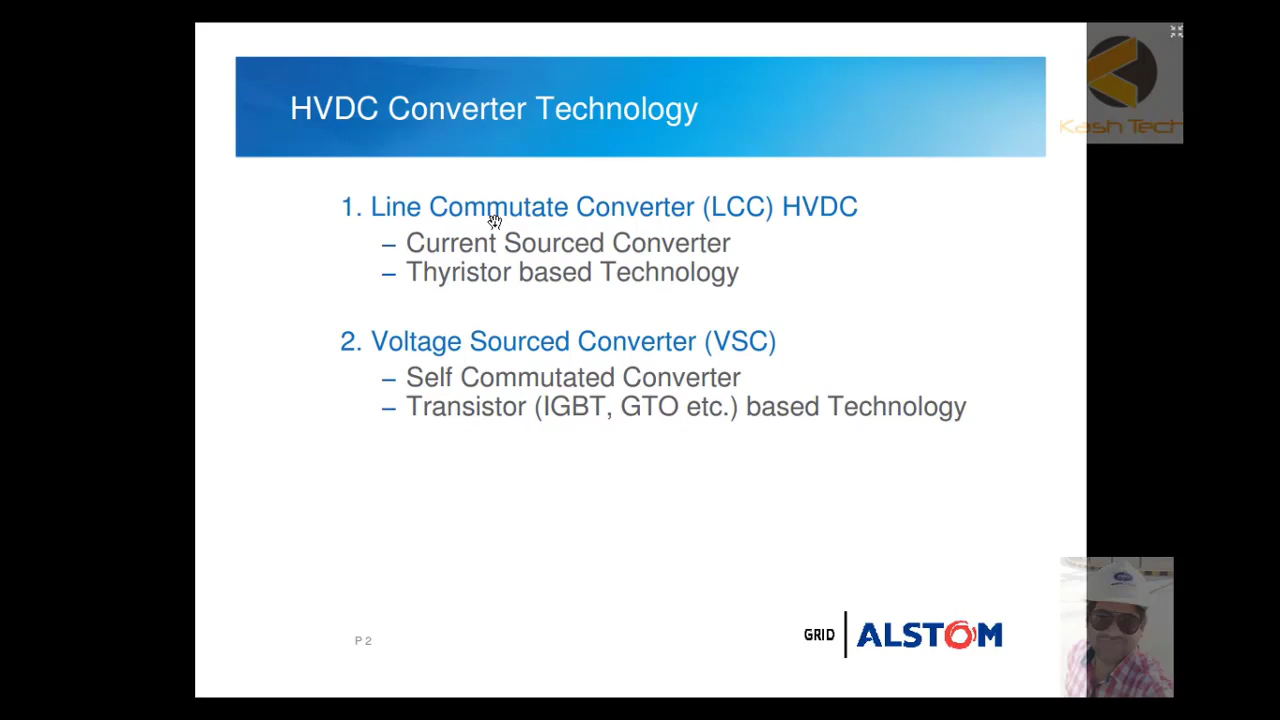 HVDC Converter Technology
Kash Tech
1. Line Commutate Converter (LCC) HVDC
– Current Sourced Converter
– Thyristor based Technology
2. Voltage Sourced Converter (VSC)
– Self Commutated Converter
– Transistor (IGBT, GTO etc.) based Technology
P 2
GRID
ALSTOM